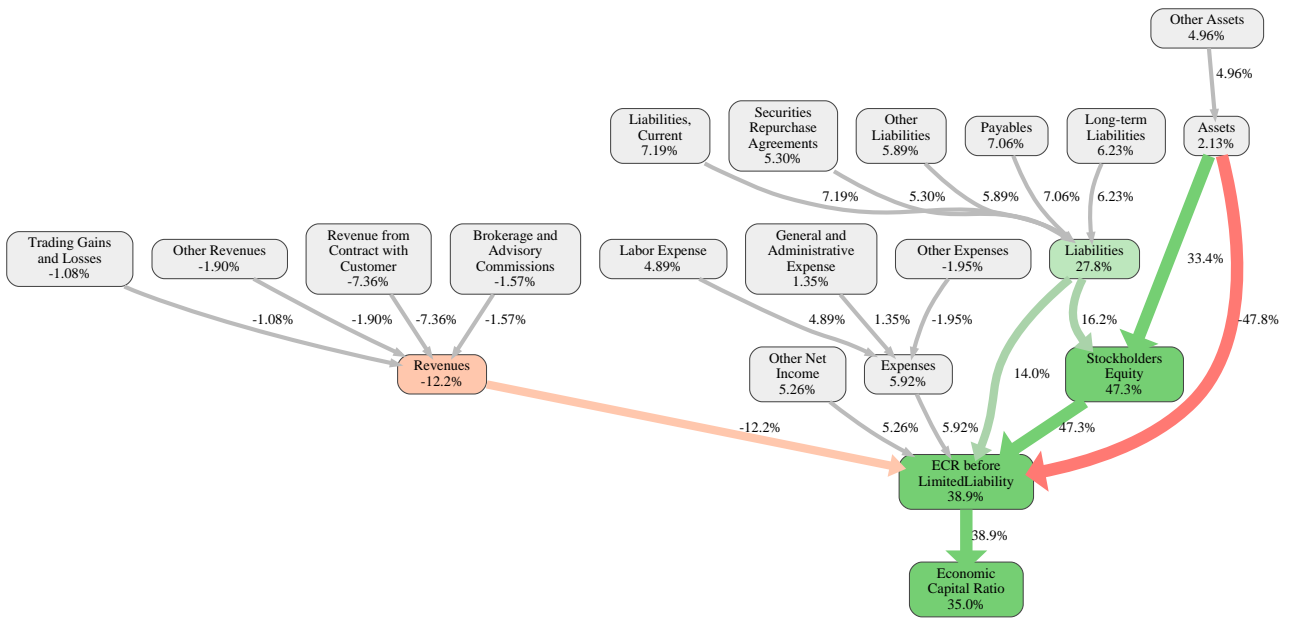 Other Assets
4.96%
4.96%
Liabilities,
Current
7.19%
Securities
Repurchase
Agreements
5.30%
Other
Liabilities
5.89%
Payables
7.06%
Long-term
Liabilities
6.23%
Assets
2.13%
7.19%
5.30%
5.89%
7.06%
6.23%
Trading Gains
and Losses
-1.08%
Other Revenues
-1.90%
Revenue from
Contract with
Customer
-7.36%
Brokerage and
Advisory
Commissions
-1.57%
Labor Expense
4.89%
General and
Administrative
Expense
1.35%
Other Expenses
-1.95%
Liabilities
27.8%
33.4%
-1.08%
-1.90%
-7.36%
-1.57%
4.89%
1.35%
-1.95%
16.2%
-47.8%
Revenues
-12.2%
Other Net
Income
5.26%
Expenses
5.92%
14.0%
Stockholders
Equity
47.3%
-12.2%
5.26%
5.92%
47.3%
ECR before
LimitedLiability
38.9%
38.9%
Economic
Capital Ratio
35.0%